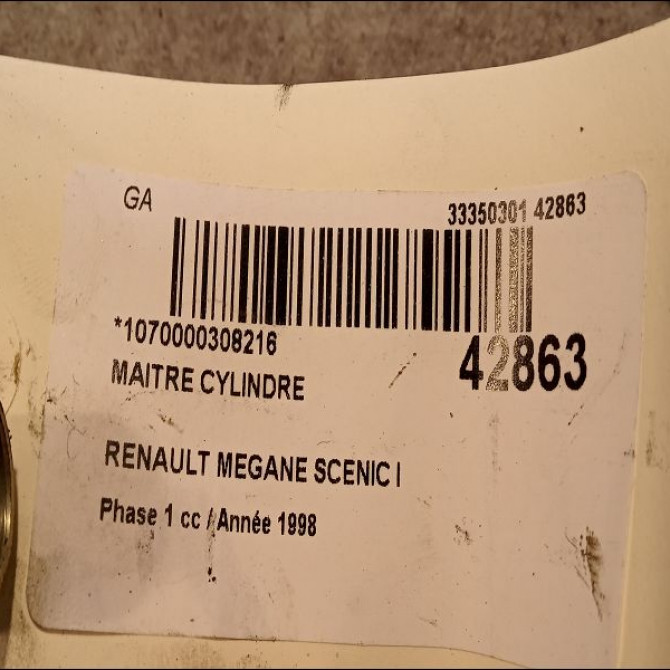 GA
33350301 42863
*1070000308216
42863
MAITRE CYLINDRE
RENAULT MEGANE SCENIC I
Phase 1 cc / Année 1998